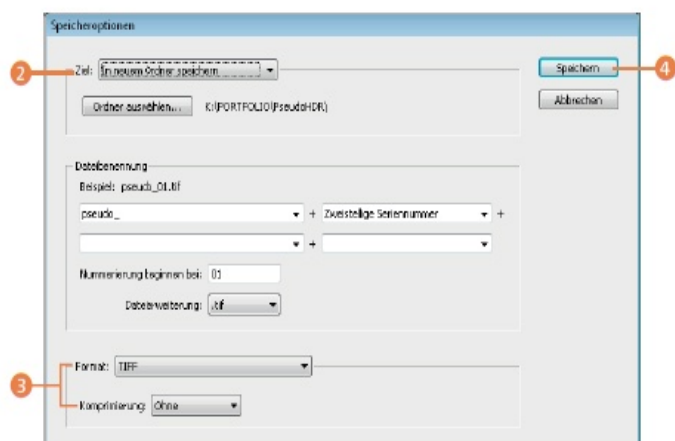 Speicheroptionen
2 Ziel: In neuem Ordner speichern Speichern 4
Ordner auswählen... K:\PORTFOLIO\PseudoHDR\ Abbrechen
Dateibenennung
Beispiel: pseudo_01.tif
pseudo_ + Zweistellige Seriennummer +
+
Nummerierung beginnen bei: 01
Dateierweiterung: .tif
3 Format: TIFF
Komprimierung: Ohne